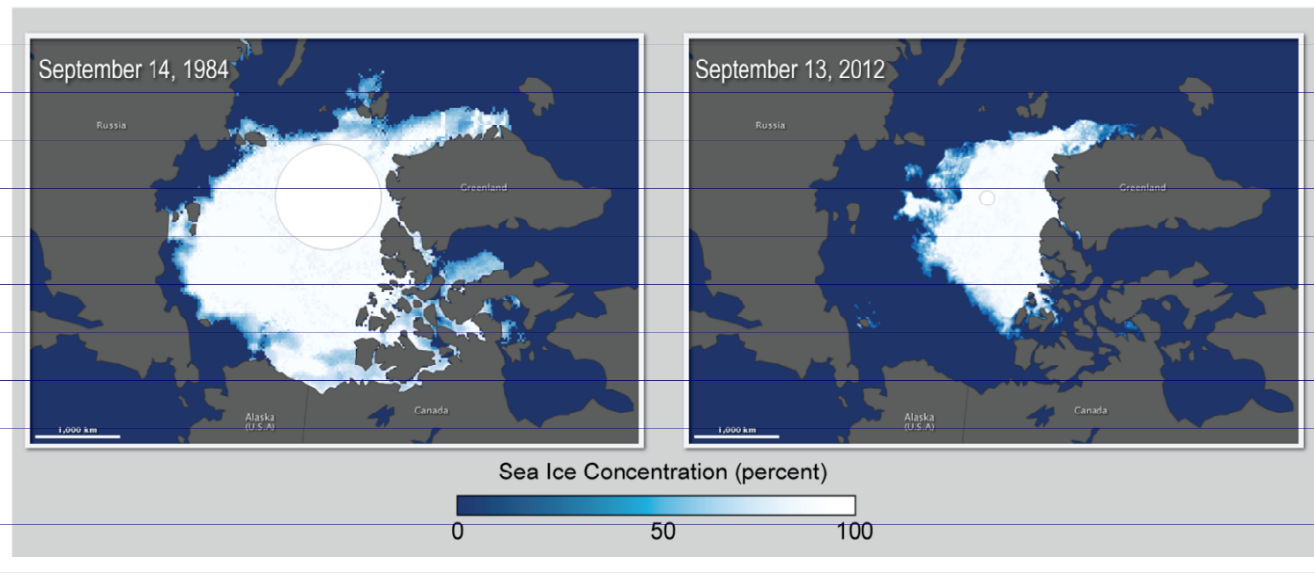 September 14, 1984
Russia
Greenland
Alaska
(U.S.A)
Canada
1,000 km
September 13, 2012
Russia
Greenland
Alaska
(U.S.A)
Canada
1,000 km
Sea Ice Concentration (percent)
0 50 100